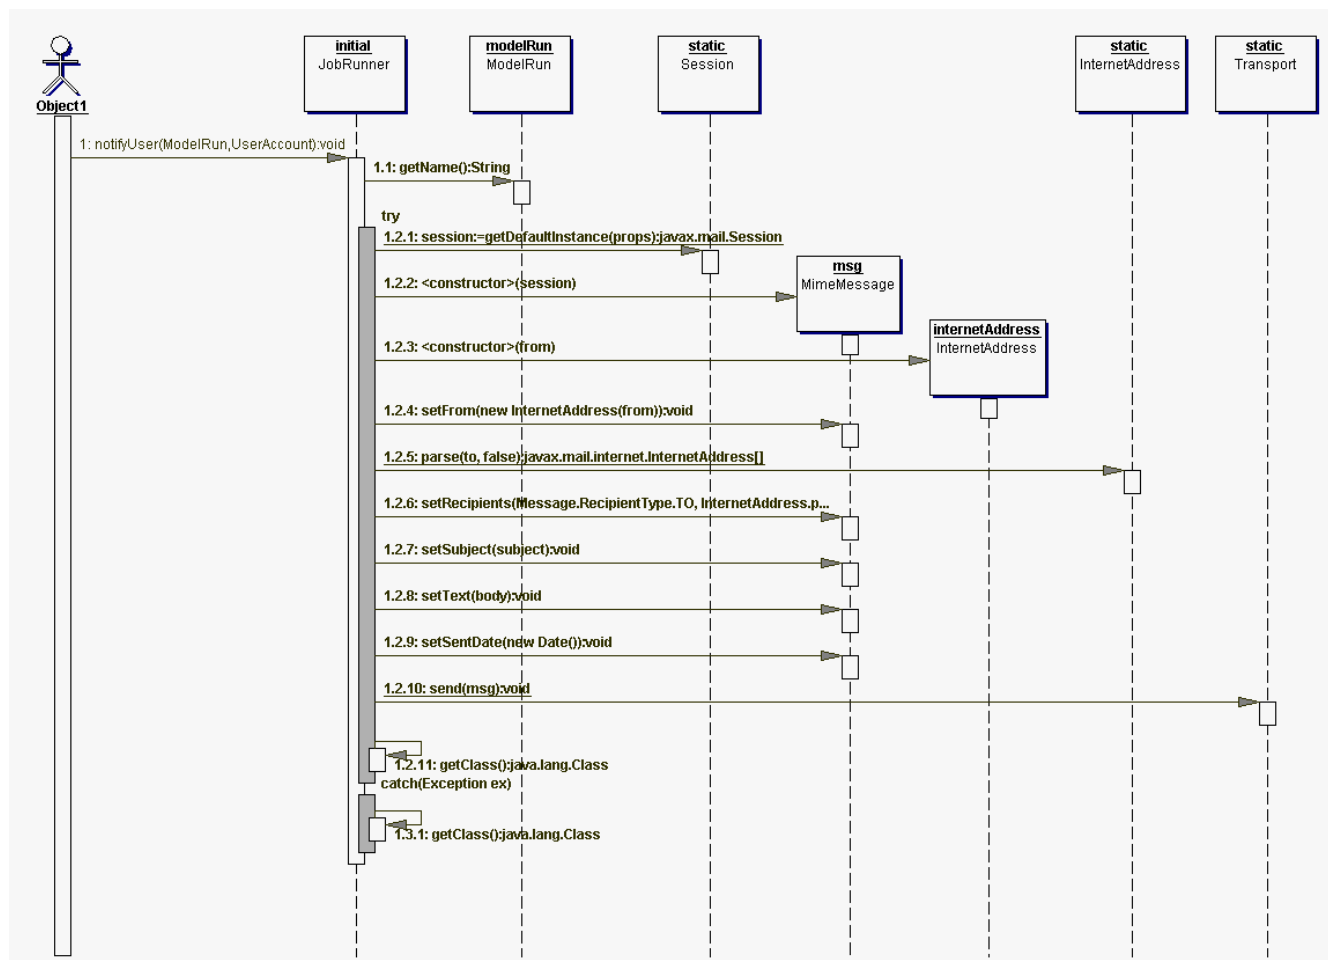 initial
JobRunner
modelRun
ModelRun
static
Session
static
InternetAddress
static
Transport
Object1
1: notifyUser(ModelRun,UserAccount):void
1.1: getName():String
try
1.2.1: session:=getDefaultInstance(props):javax.mail.Session
msg
MimeMessage
1.2.2: <constructor>(session)
internetAddress
InternetAddress
1.2.3: <constructor>(from)
1.2.4: setFrom(new InternetAddress(from)):void
1.2.5: parse(to, false):javax.mail.internet.InternetAddress[]
1.2.6: setRecipients(Message.RecipientType.TO, InternetAddress.p...
1.2.7: setSubject(subject):void
1.2.8: setText(body):void
1.2.9: setSentDate(new Date()):void
1.2.10: send(msg):void
1.2.11: getClass():java.lang.Class
catch(Exception ex)
1.3.1: getClass():java.lang.Class